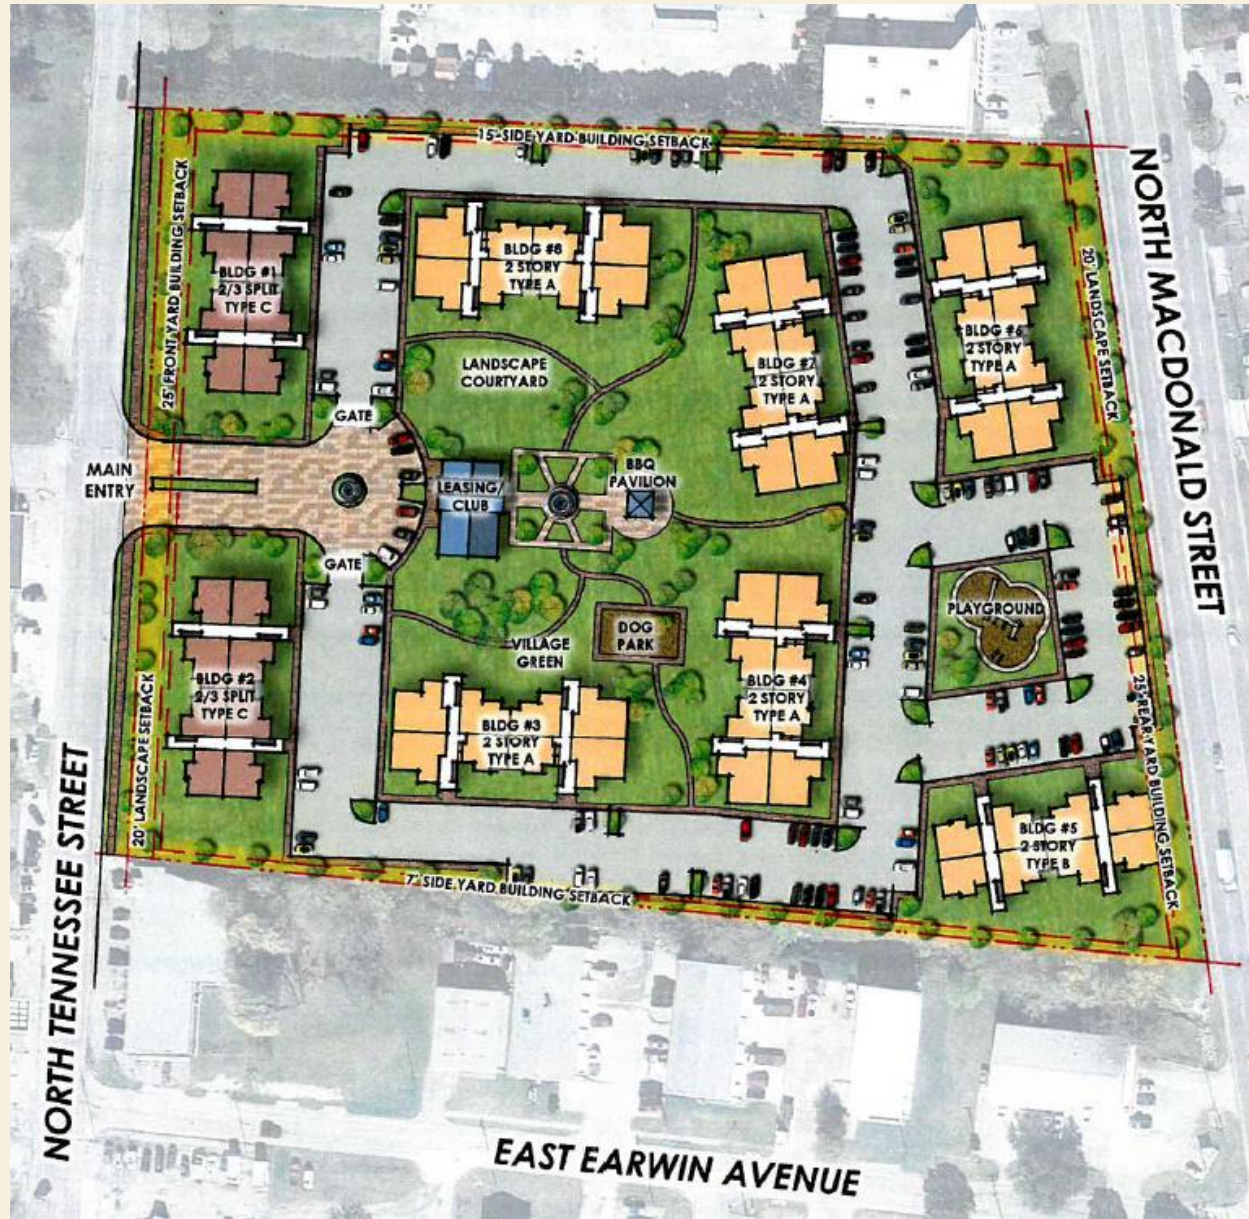 15' SIDE YARD BUILDING SETBACK
NORTH MACDONALD STREET
25' FRONT YARD BUILDING SETBACK
20' LANDSCAPE SETBACK
BLDG #1
2/3 SPLIT
TYPE C
BLDG #8
2 STORY
TYPE A
BLDG #7
2 STORY
TYPE A
BLDG #6
2 STORY
TYPE A
LANDSCAPE
COURTYARD
GATE
MAIN
ENTRY
LEASING/
CLUB
BBQ
PAVILION
GATE
PLAYGROUND
DOG
PARK
VILLAGE
GREEN
BLDG #2
2/3 SPLIT
TYPE C
BLDG #4
2 STORY
TYPE A
BLDG #3
2 STORY
TYPE A
20' LANDSCAPE SETBACK
25' REAR YARD BUILDING SETBACK
BLDG #5
2 STORY
TYPE B
7' SIDE YARD BUILDING SETBACK
NORTH TENNESSEE STREET
EAST EARWIN AVENUE